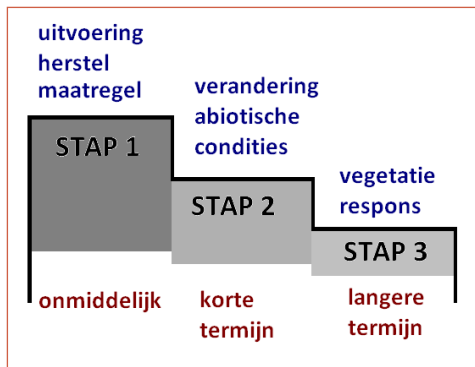 uitvoering
herstel
maatregel
STAP 1
onmiddelijk
verandering
abiotische
condities
STAP 2
korte
termijn
vegetatie
respons
STAP 3
langere
termijn